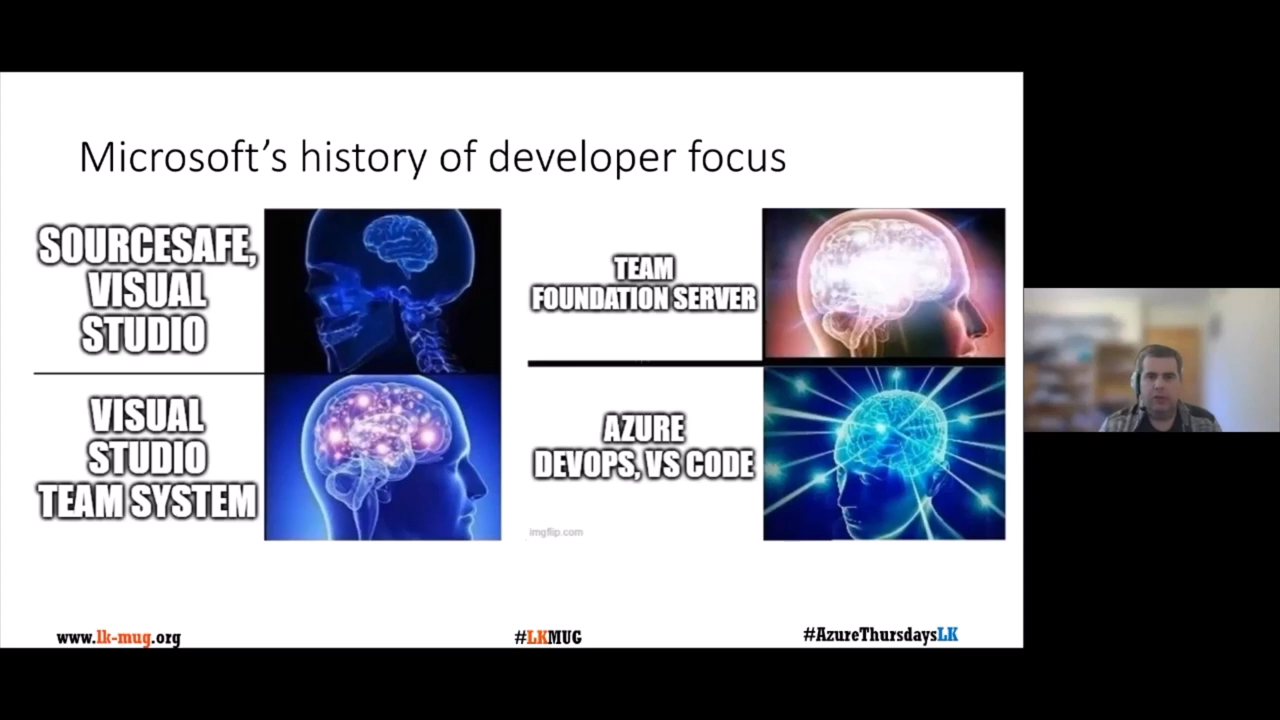 Microsoft's history of developer focus
SOURCESAFE,
VISUAL
STUDIO
VISUAL
STUDIO
TEAM SYSTEM
TEAM
FOUNDATION SERVER
AZURE
DEVOPS, VS CODE
imgflip.com
www.lk-mug.org
#LKMUG
#AzureThursdaysLK